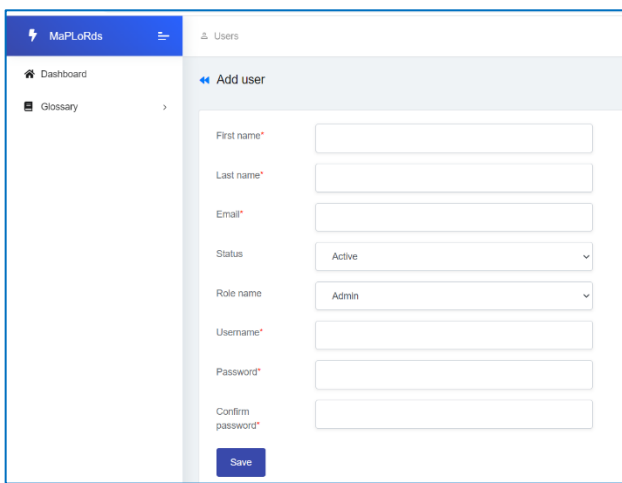 MaPLoRds
Users
Dashboard
Glossary
Add user
First name*
Last name*
Email*
Status
Active
Role name
Admin
Username*
Password*
Confirm
password*
Save